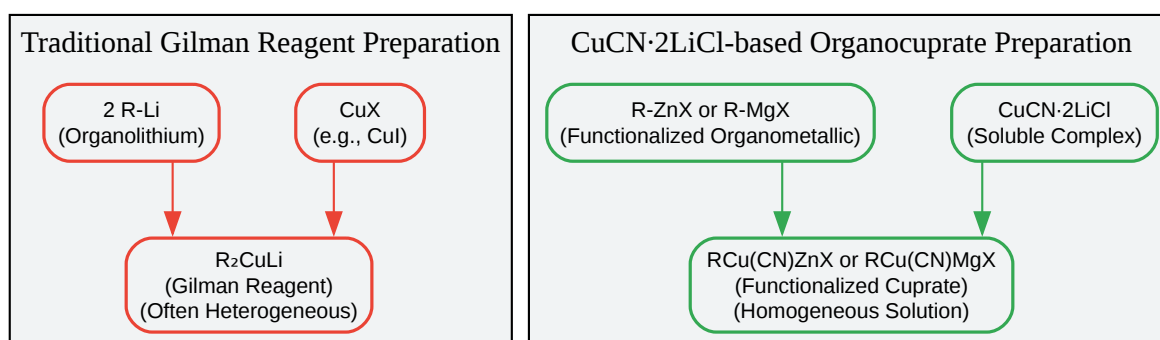 Traditional Gilman Reagent Preparation
2 R-Li
(Organolithium)
CuX
(e.g., CuI)
R₂CuLi
(Gilman Reagent)
(Often Heterogeneous)
CuCN·2LiCl-based Organocuprate Preparation
R-ZnX or R-MgX
(Functionalized Organometallic)
CuCN·2LiCl
(Soluble Complex)
RCu(CN)ZnX or RCu(CN)MgX
(Functionalized Cuprate)
(Homogeneous Solution)